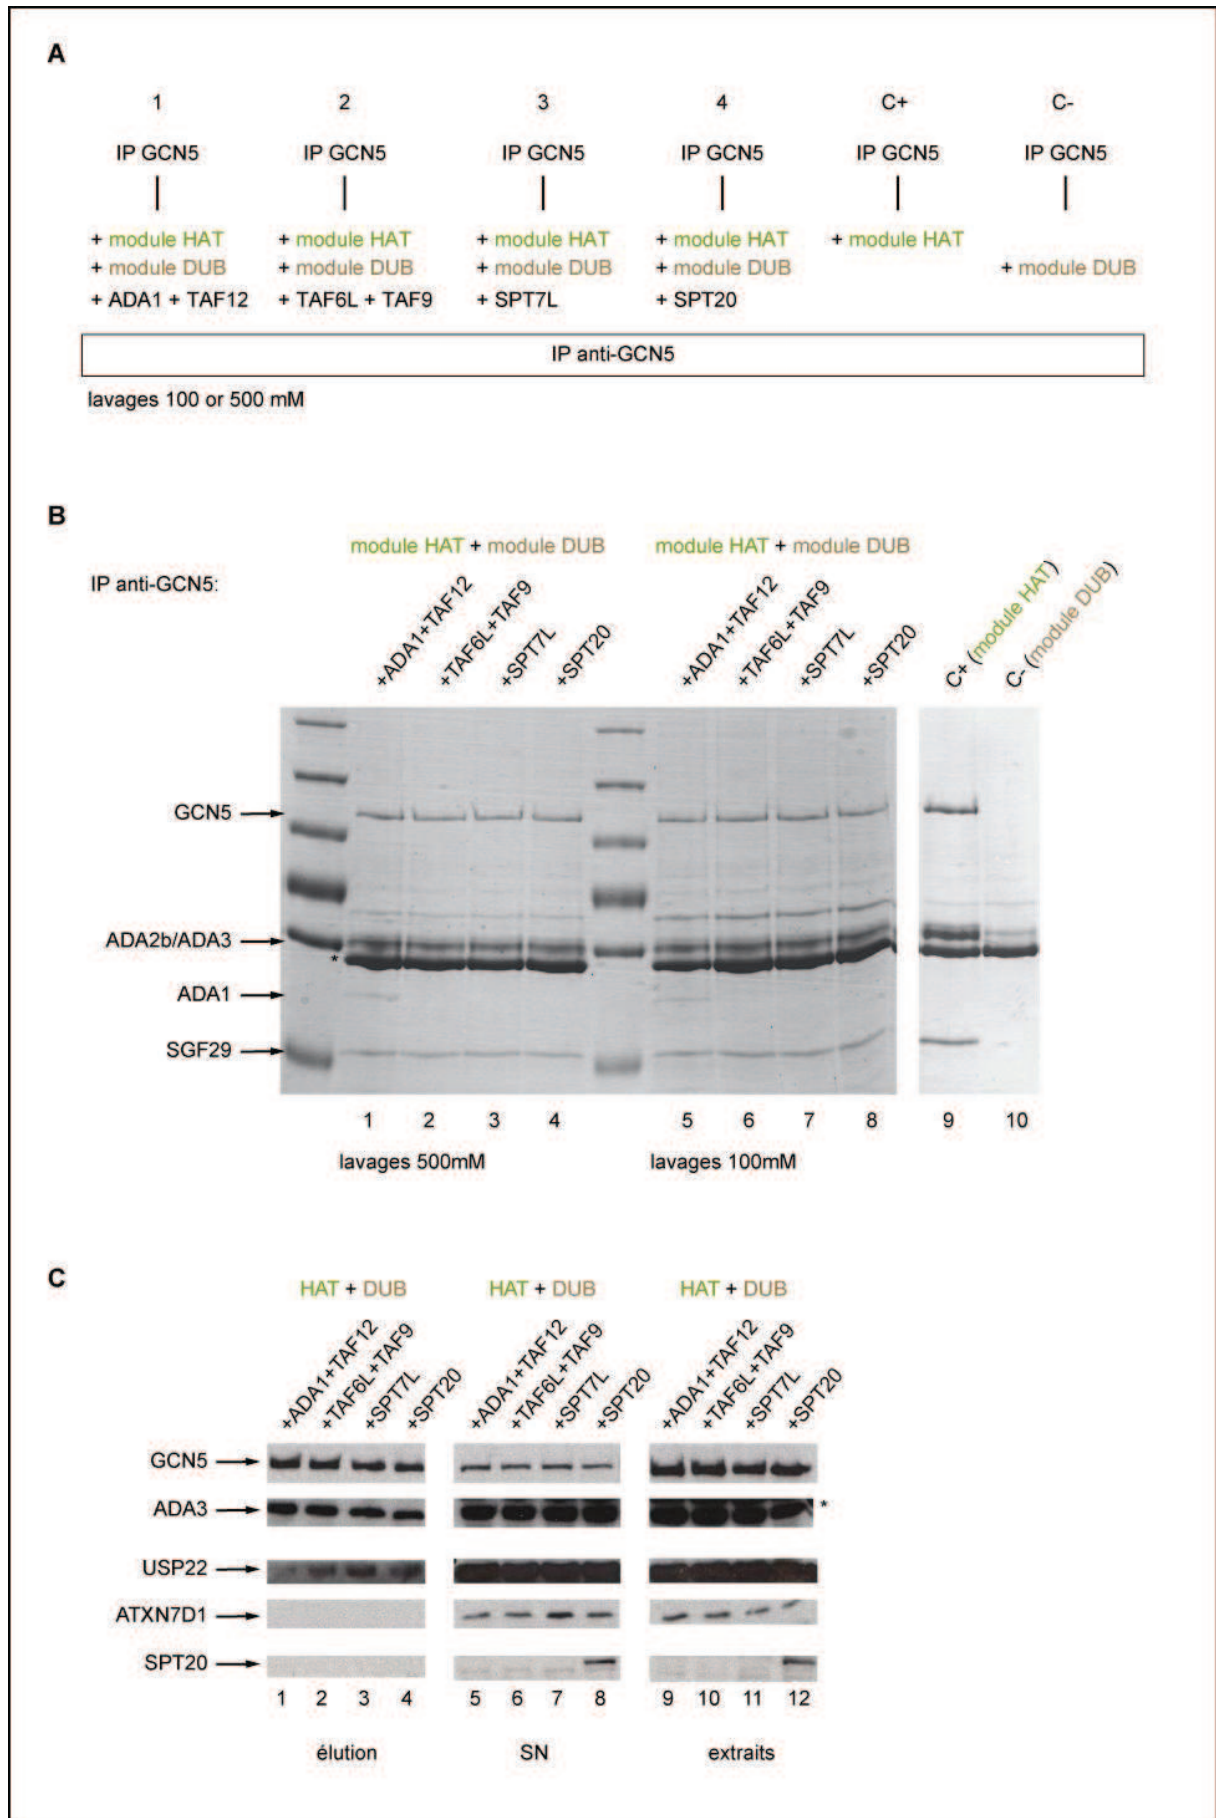 A
1 2 3 4 C+ C-
IP GCN5 IP GCN5 IP GCN5 IP GCN5 IP GCN5 IP GCN5
+ module HAT + module HAT + module HAT + module HAT + module HAT
+ module DUB + module DUB + module DUB + module DUB + module DUB
+ ADA1 + TAF12 + TAF6L + TAF9 + SPT7L + SPT20
IP anti-GCN5
lavages 100 or 500 mM
B
module HAT + module DUB module HAT + module DUB
IP anti-GCN5:
+ADA1+TAF12 +TAF6L+TAF9 +SPT7L +SPT20 +ADA1+TAF12 +TAF6L+TAF9 +SPT7L +SPT20 C+ (module HAT) C- (module DUB)
GCN5
ADA2b/ADA3
*
ADA1
SGF29
1 2 3 4 5 6 7 8 9 10
lavages 500mM lavages 100mM
C
HAT + DUB HAT + DUB HAT + DUB
+ADA1+TAF12 +TAF6L+TAF9 +SPT7L +SPT20 +ADA1+TAF12 +TAF6L+TAF9 +SPT7L +SPT20 +ADA1+TAF12 +TAF6L+TAF9 +SPT7L +SPT20
GCN5
ADA3 *
USP22
ATXN7D1
SPT20
1 2 3 4 5 6 7 8 9 10 11 12
élution SN extraits